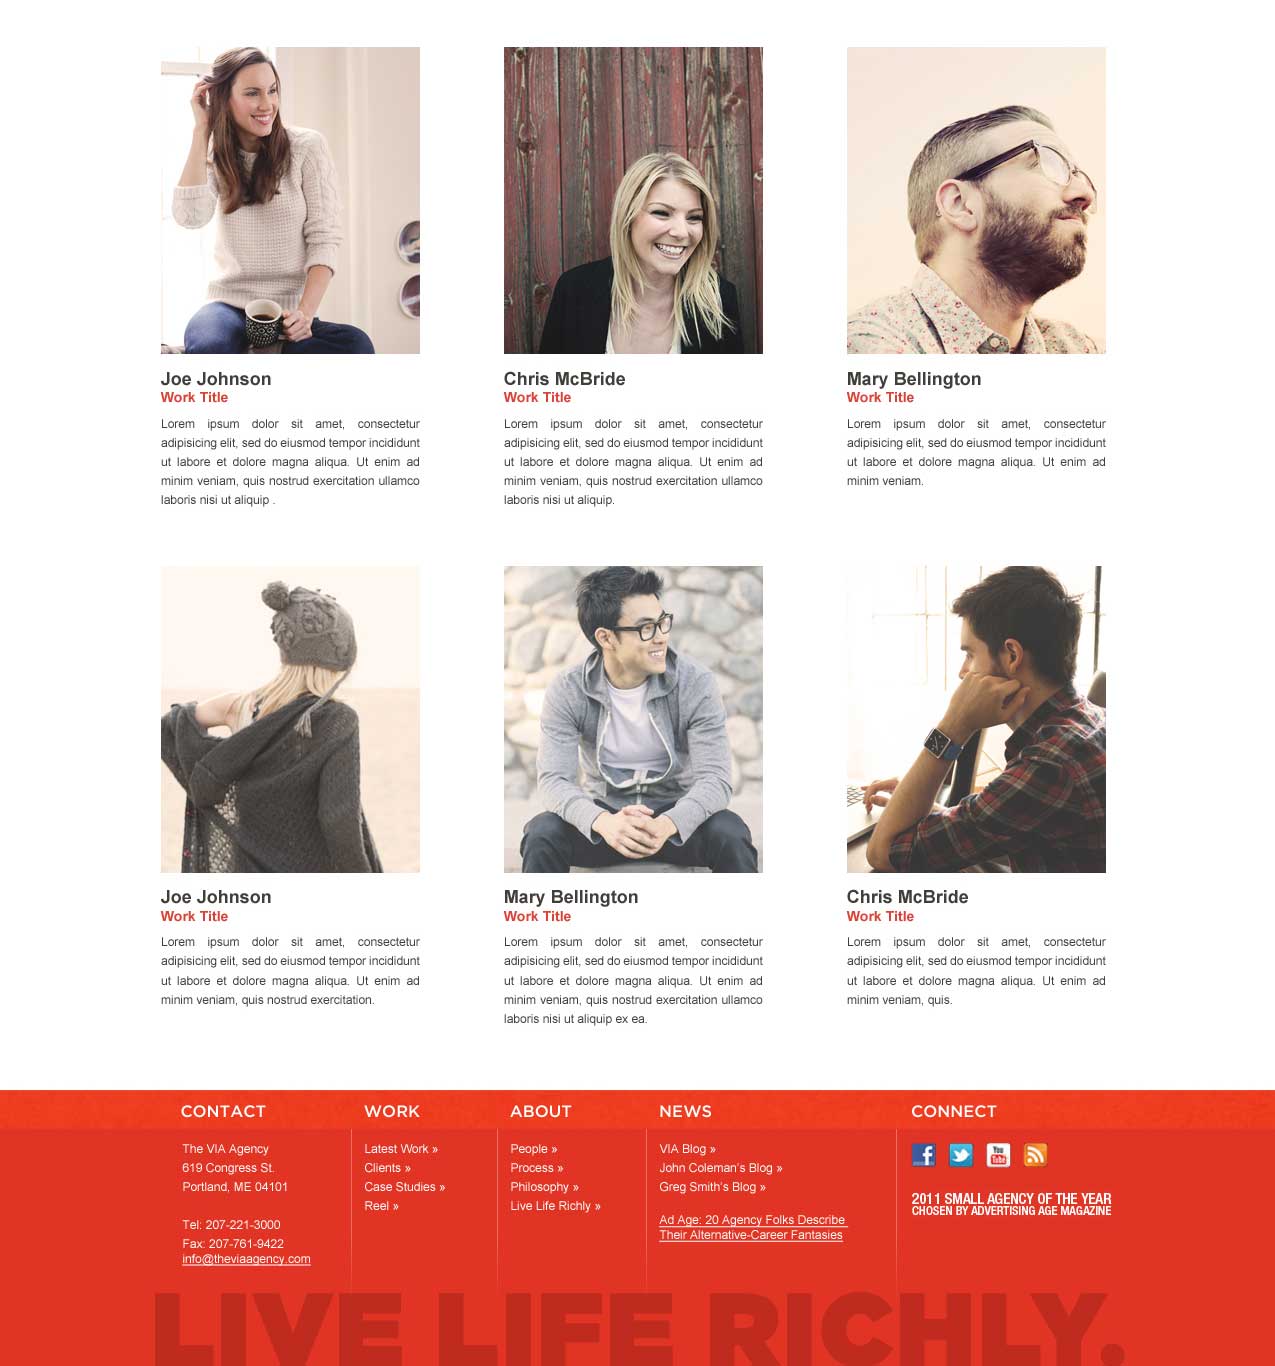 Joe Johnson
Work Title
Lorem ipsum dolor sit amet, consectetur
adipisicing elit, sed do eiusmod tempor incididunt
ut labore et dolore magna aliqua. Ut enim ad
minim veniam, quis nostrud exercitation ullamco
laboris nisi ut aliquip .
Chris McBride
Work Title
Lorem ipsum dolor sit amet, consectetur
adipisicing elit, sed do eiusmod tempor incididunt
ut labore et dolore magna aliqua. Ut enim ad
minim veniam, quis nostrud exercitation ullamco
laboris nisi ut aliquip.
Mary Bellington
Work Title
Lorem ipsum dolor sit amet, consectetur
adipisicing elit, sed do eiusmod tempor incididunt
ut labore et dolore magna aliqua. Ut enim ad
minim veniam.
Joe Johnson
Work Title
Lorem ipsum dolor sit amet, consectetur
adipisicing elit, sed do eiusmod tempor incididunt
ut labore et dolore magna aliqua. Ut enim ad
minim veniam, quis nostrud exercitation.
Mary Bellington
Work Title
Lorem ipsum dolor sit amet, consectetur
adipisicing elit, sed do eiusmod tempor incididunt
ut labore et dolore magna aliqua. Ut enim ad
minim veniam, quis nostrud exercitation ullamco
laboris nisi ut aliquip ex ea.
Chris McBride
Work Title
Lorem ipsum dolor sit amet, consectetur
adipisicing elit, sed do eiusmod tempor incididunt
ut labore et dolore magna aliqua. Ut enim ad
minim veniam, quis.
CONTACT
The VIA Agency
619 Congress St.
Portland, ME 04101
Tel: 207-221-3000
Fax: 207-761-9422
info@theviaagency.com
WORK
Latest Work »
Clients »
Case Studies »
Reel »
ABOUT
People »
Process »
Philosophy »
Live Life Richly »
NEWS
VIA Blog »
John Coleman's Blog »
Greg Smith's Blog »
Ad Age: 20 Agency Folks Describe
Their Alternative-Career Fantasies
CONNECT
You Tube
2011 SMALL AGENCY OF THE YEAR
CHOSEN BY ADVERTISING AGE MAGAZINE
LIVE LIFE RICHLY.